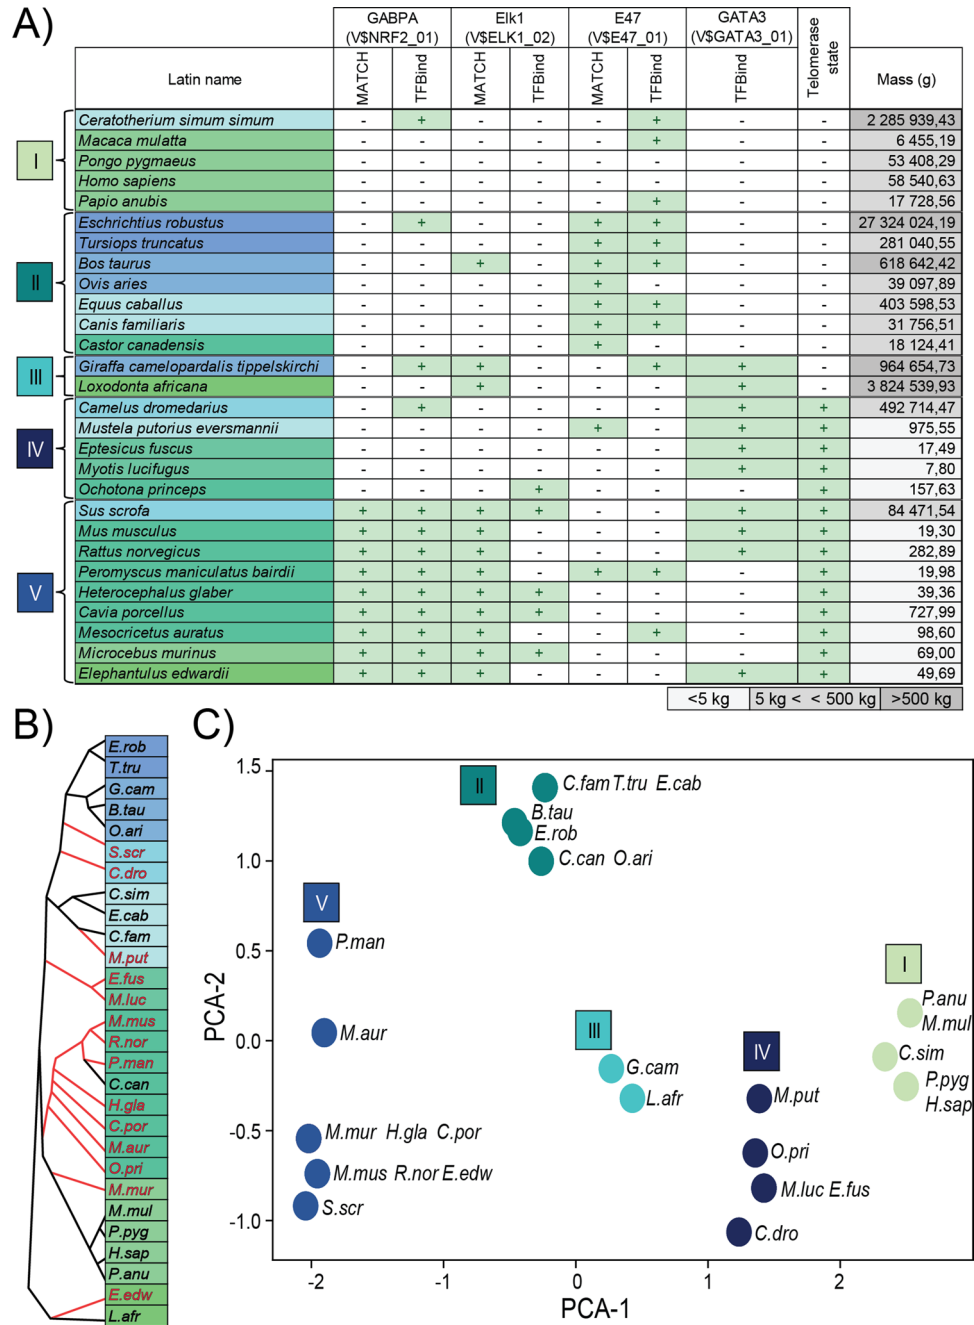 A)
GABPA (V$NRF2_01) Elk1 (V$ELK1_02) E47 (V$E47_01) GATA3 (V$GATA3_01)
Latin name MATCH TFBind MATCH TFBind MATCH TFBind TFBind Telomerase state Mass (g)
I
Ceratotherium simum simum - + - - - + - - 2 285 939,43
Macaca mulatta - - - - - + - - 6 455,19
Pongo pygmaeus - - - - - - - - 53 408,29
Homo sapiens - - - - - - - - 58 540,63
Papio anubis - - - - - + - - 17 728,56
II
Eschrichtius robustus - + - - + + - - 27 324 024,19
Tursiops truncatus - - - - + + - - 281 040,55
Bos taurus - - + - + + - - 618 642,42
Ovis aries - - - - + - - - 39 097,89
Equus caballus - - - - + + - - 403 598,53
Canis familiaris - - - - + + - - 31 756,51
Castor canadensis - - - - + - - - 18 124,41
III
Giraffa camelopardalis tippelskirchi - + + - - + + - 964 654,73
Loxodonta africana - - + - - - + - 3 824 539,93
IV
Camelus dromedarius - + - - - - + + 492 714,47
Mustela putorius eversmannii - - - - + - + + 975,55
Eptesicus fuscus - - - - - - + + 17,49
Myotis lucifugus - - - - - - + + 7,80
Ochotona princeps - - - + - - - + 157,63
V
Sus scrofa + + + + - - + + 84 471,54
Mus musculus + + + - - - + + 19,30
Rattus norvegicus + + + - - - + + 282,89
Peromyscus maniculatus bairdii + + + - + + - + 19,98
Heterocephalus glaber + + + + - - - + 39,36
Cavia porcellus + + + + - - - + 727,99
Mesocricetus auratus + + + - - + - + 98,60
Microcebus murinus + + + + - - - + 69,00
Elephantulus edwardii + + + - - - + + 49,69
<5 kg 5 kg < < 500 kg >500 kg
B)
E.rob
T.tru
G.cam
B.tau
O.ari
S.scr
C.dro
C.sim
E.cab
C.fam
M.put
E.fus
M.luc
M.mus
R.nor
P.man
C.can
H.gla
C.por
M.aur
O.pri
M.mur
M.mul
P.pyg
H.sap
P.anu
E.edw
L.afr
C)
PCA-2
1.5
1.0
0.5
0.0
-0.5
-1.0
II
C.fam T.tru E.cab
B.tau
E.rob
C.can O.ari
V
P.man
M.aur
M.mur H.gla C.por
M.mus R.nor E.edw
S.scr
III
G.cam
L.afr
IV
M.put
O.pri
M.luc E.fus
C.dro
I
P.anu
M.mul
C.sim
P.pyg
H.sap
-2 -1 0 1 2
PCA-1